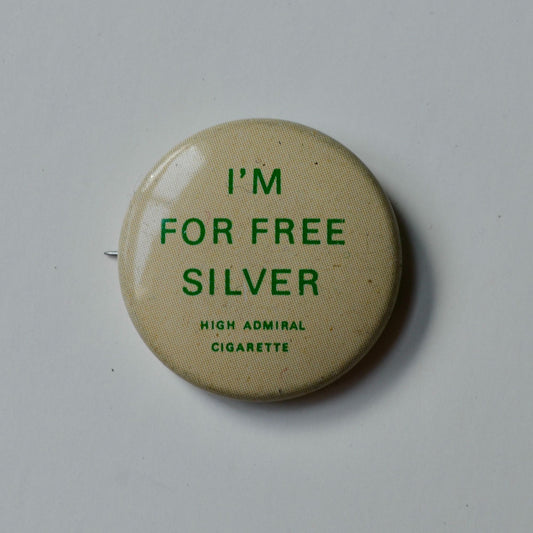 I'M
FOR FREE
SILVER
HIGH ADMIRAL
CIGARETTE